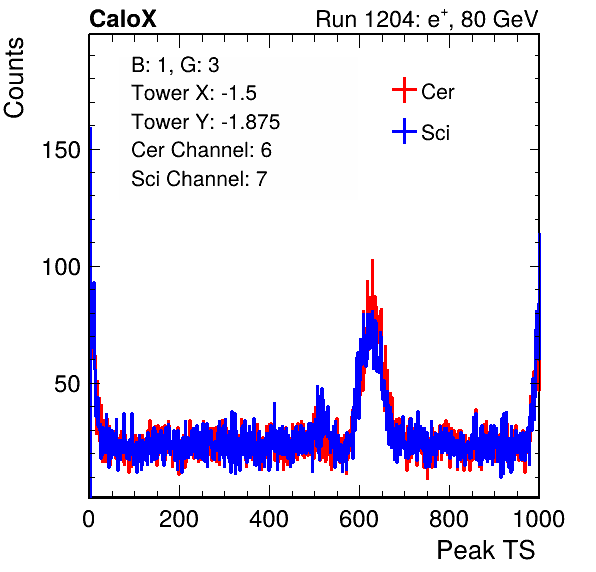 CaloX
Run 1204: e+, 80 GeV
Counts
B: 1, G: 3
Tower X: -1.5
Tower Y: -1.875
Cer Channel: 6
Sci Channel: 7
Cer
Sci
150
100
50
0 200 400 600 800 1000
Peak TS